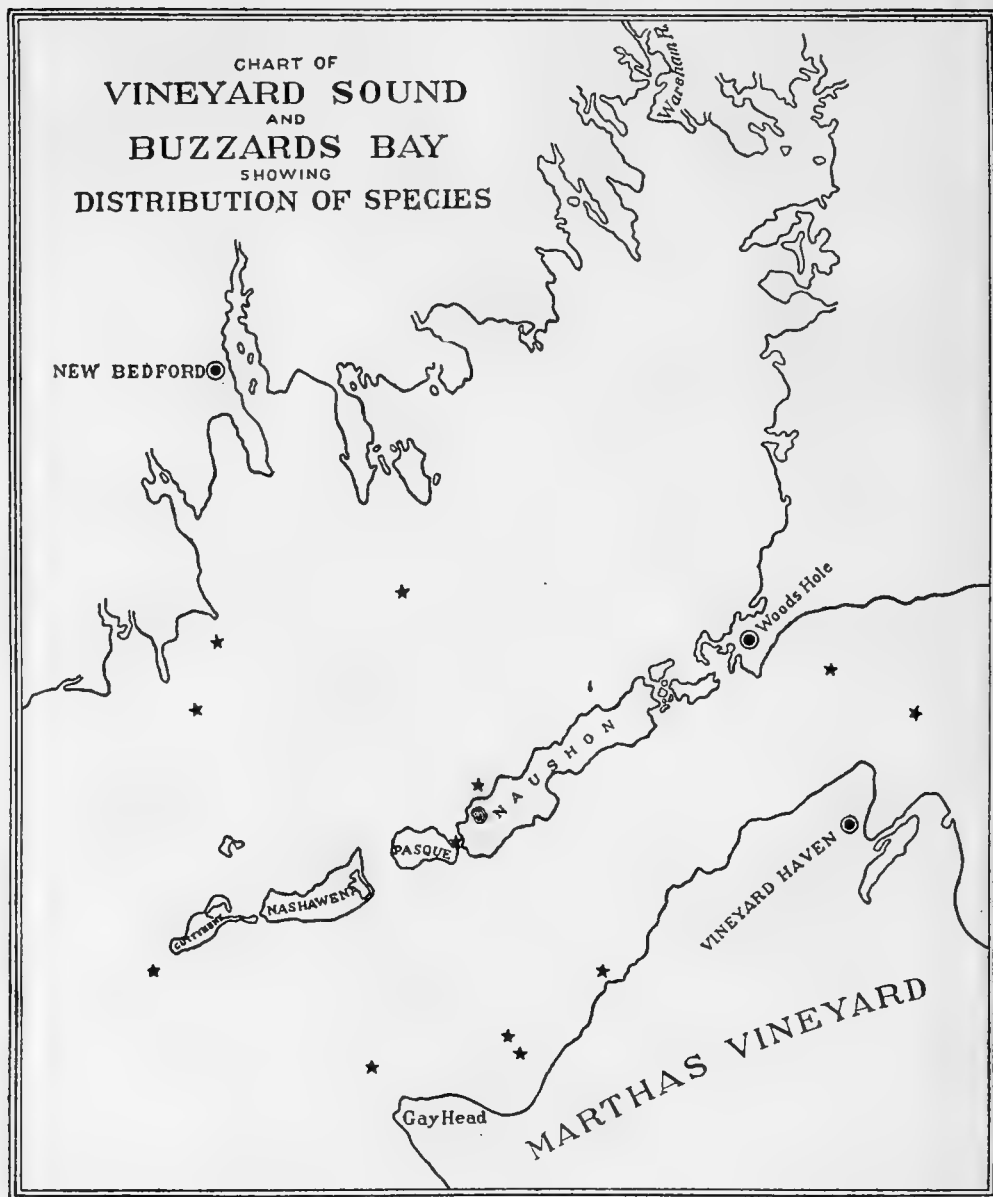 CHART OF
VINEYARD SOUND
AND
BUZZARDS BAY
SHOWING
DISTRIBUTION OF SPECIES
Wareham R.
NEW BEDFORD
Woods Hole
NAUSHON
PASQUE
NASHAWENA
CUTTYHUNK
VINEYARD HAVEN
MARTHAS VINEYARD
Gay Head